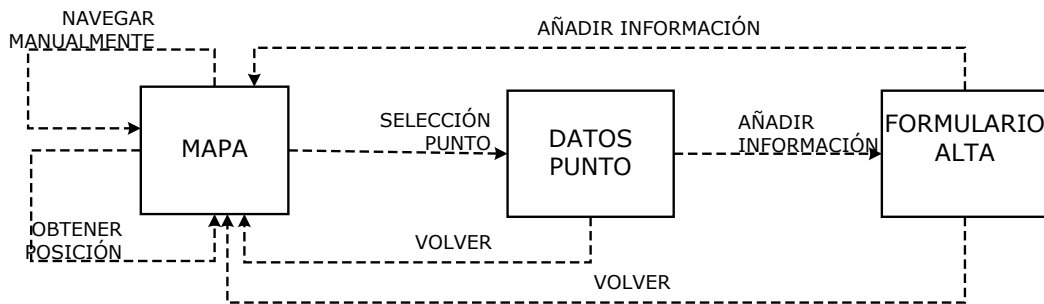 NAVEGAR
MANUALMENTE
AÑADIR INFORMACIÓN
MAPA
SELECCIÓN
PUNTO
DATOS
PUNTO
AÑADIR
INFORMACIÓN
FORMULARIO
ALTA
OBTENER
POSICIÓN
VOLVER
VOLVER